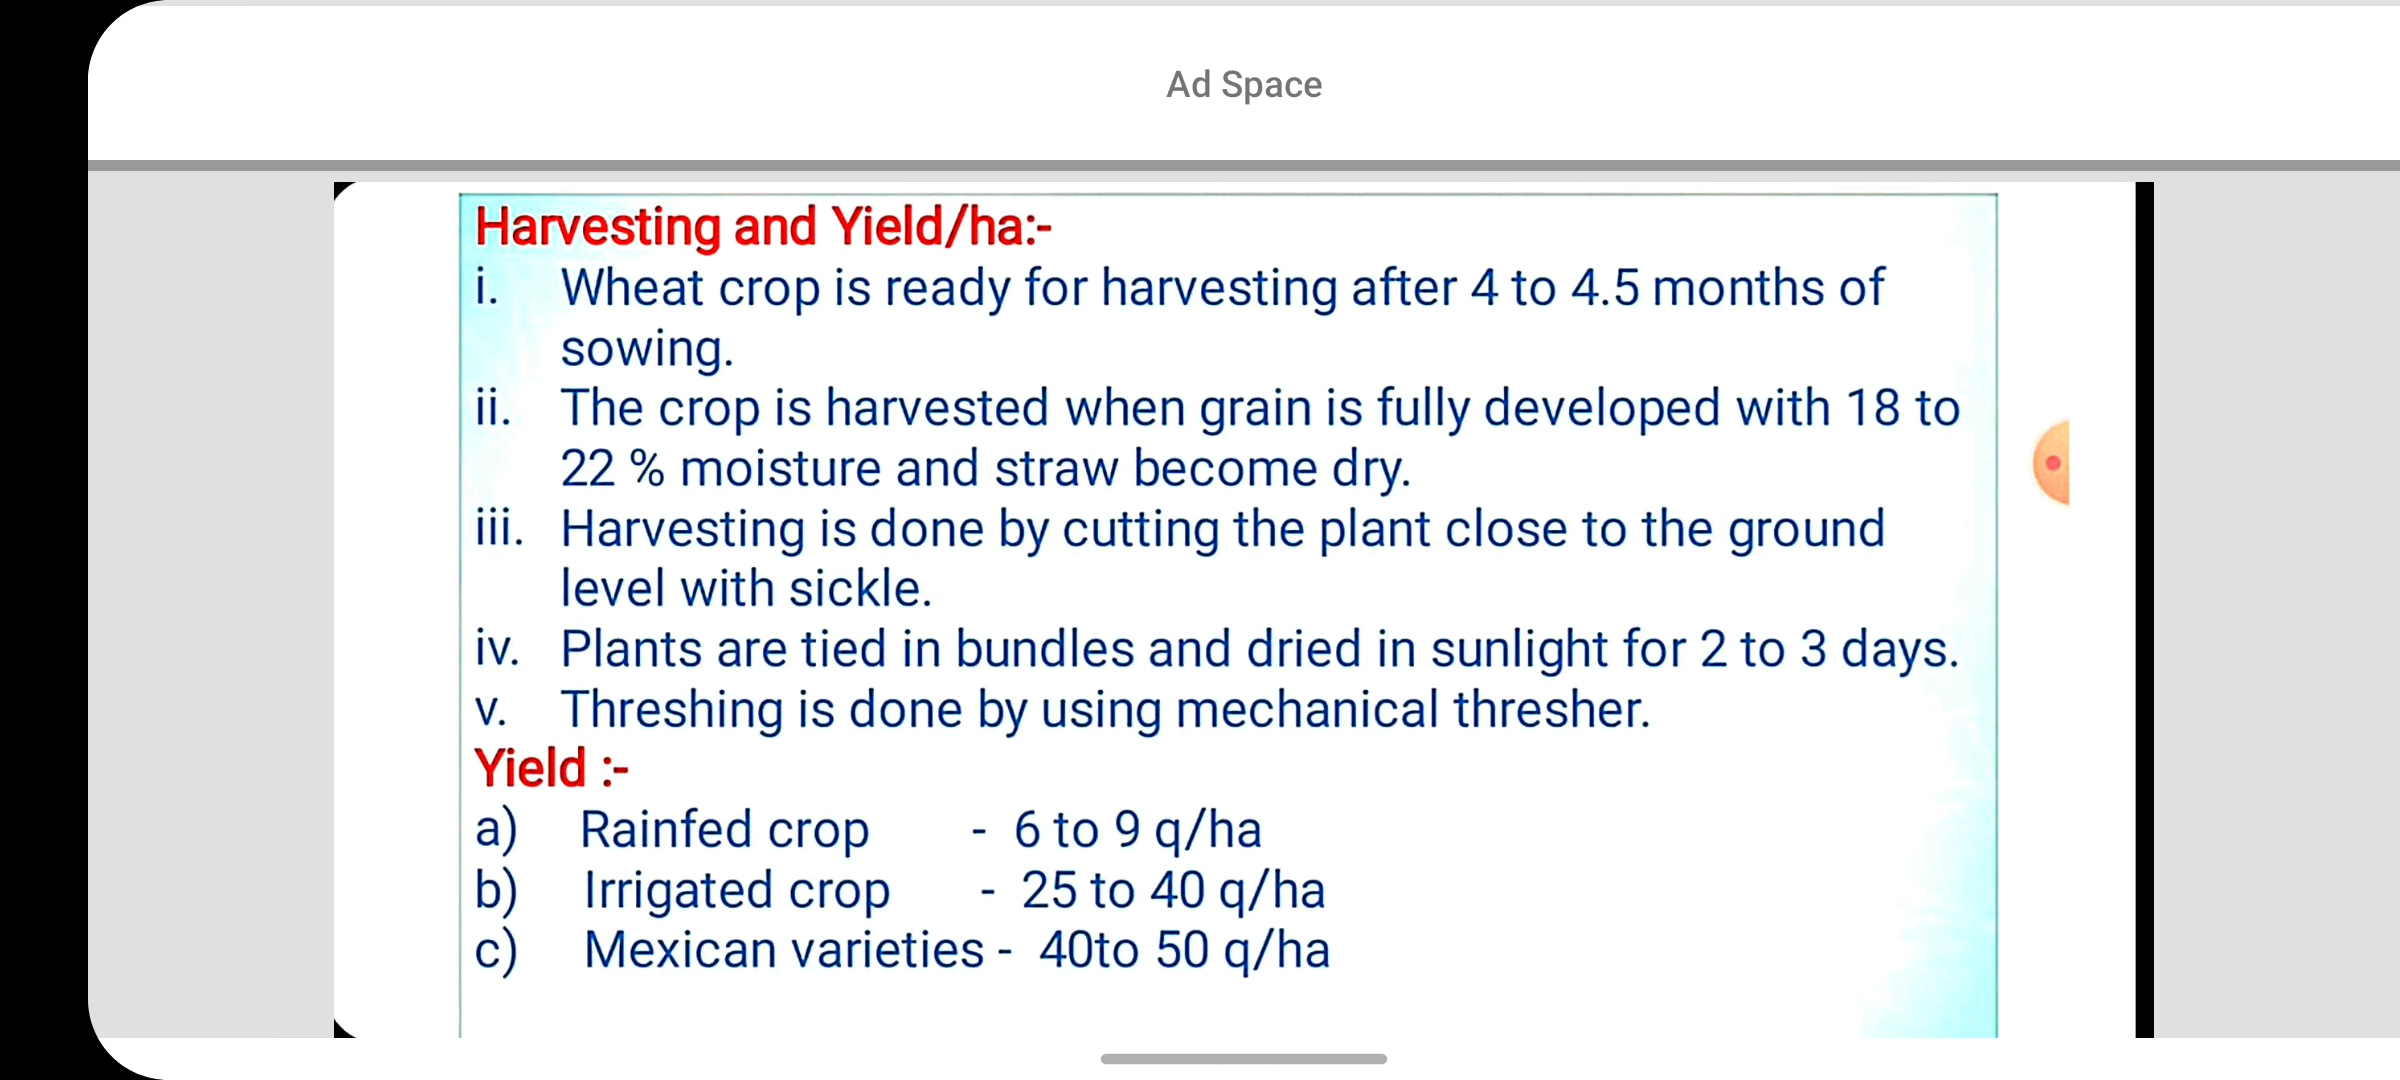 Ad Space
Harvesting and Yield/ha:-
i. Wheat crop is ready for harvesting after 4 to 4.5 months of
sowing.
ii. The crop is harvested when grain is fully developed with 18 to
22 % moisture and straw become dry.
iii. Harvesting is done by cutting the plant close to the ground
level with sickle.
iv. Plants are tied in bundles and dried in sunlight for 2 to 3 days.
v. Threshing is done by using mechanical thresher.
Yield :-
a) Rainfed crop - 6 to 9 q/ha
b) Irrigated crop - 25 to 40 q/ha
c) Mexican varieties - 40to 50 q/ha